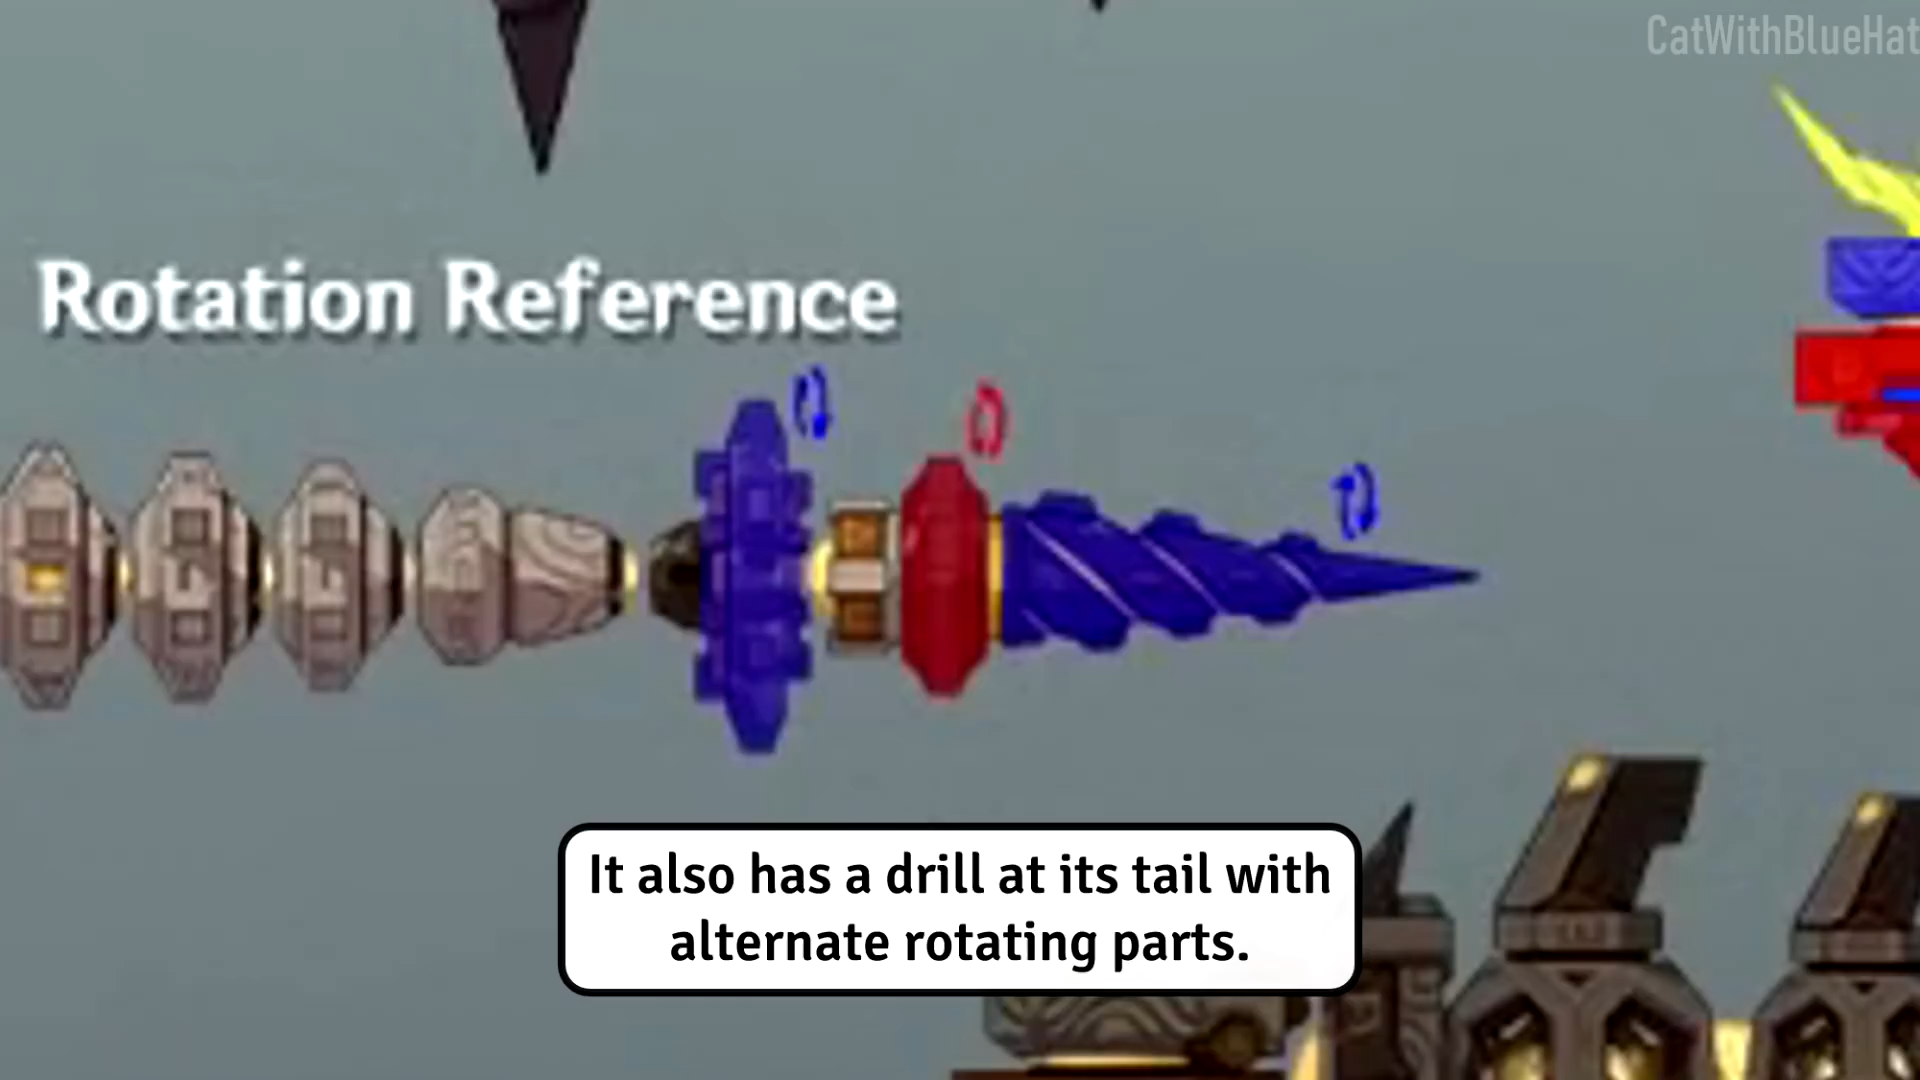 CatWithBlueHat
Rotation Reference
It also has a drill at its tail with
alternate rotating parts.